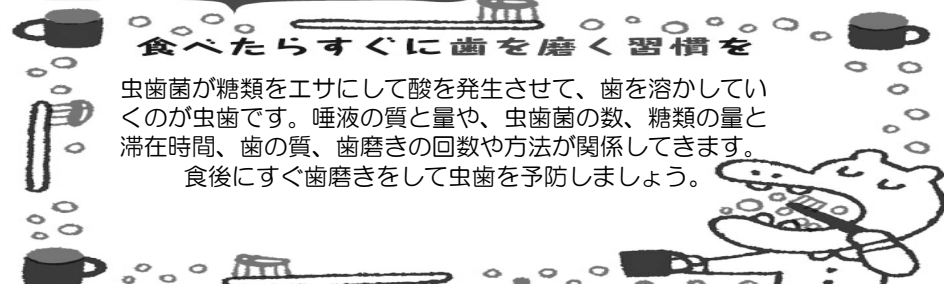 食べたらすぐに歯を磨く習慣を
虫歯菌が糖類をエサにして酸を発生させて、歯を溶かしてい
くのが虫歯です。唾液の質と量や、虫歯菌の数、糖類の量と
滞在時間、歯の質、歯磨きの回数や方法が関係してきます。
食後にすぐ歯磨きをして虫歯を予防しましょう。